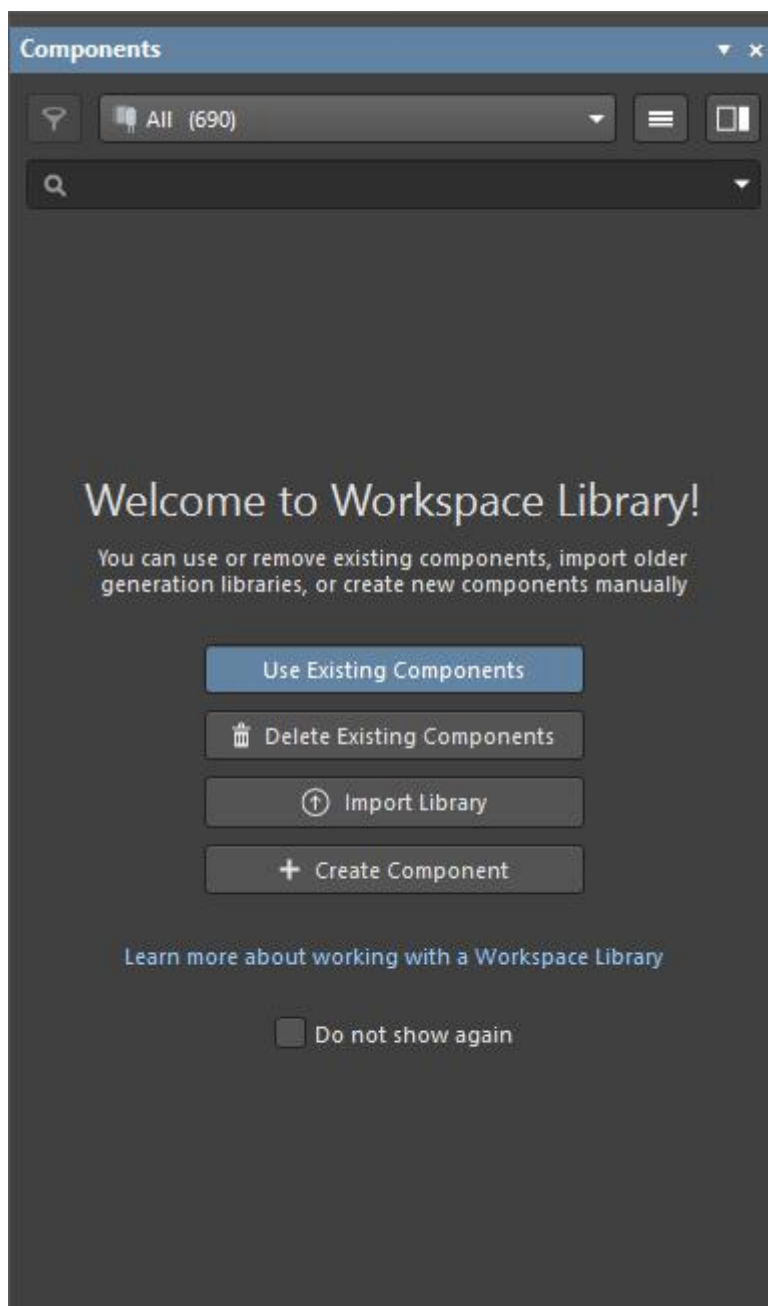 Components
All (690)
Welcome to Workspace Library!
You can use or remove existing components, import older
generation libraries, or create new components manually
Use Existing Components
Delete Existing Components
Import Library
Create Component
Learn more about working with a Workspace Library
Do not show again